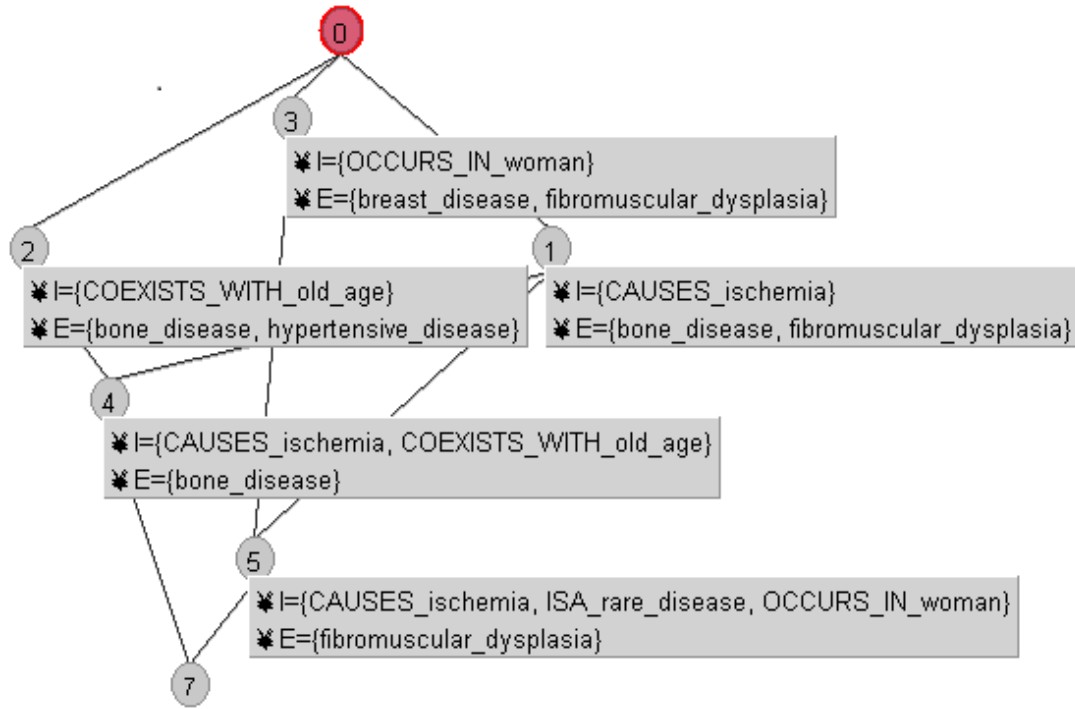 0
3
I={OCCURS_IN_woman}
E={breast_disease, fibromuscular_dysplasia}
2
I={COEXISTS_WITH_old_age}
E={bone_disease, hypertensive_disease}
1
I={CAUSES_ischemia}
E={bone_disease, fibromuscular_dysplasia}
4
I={CAUSES_ischemia, COEXISTS_WITH_old_age}
E={bone_disease}
5
I={CAUSES_ischemia, ISA_rare_disease, OCCURS_IN_woman}
E={fibromuscular_dysplasia}
7